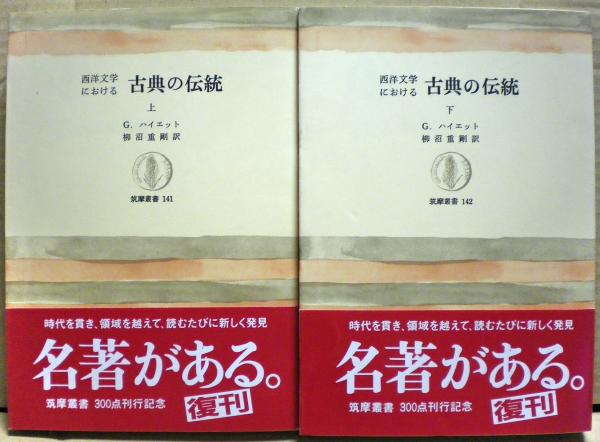 西洋文学
における
古典の伝統
上
G. ハイエット
柳沼重剛訳
筑摩叢書 141
時代を貫き、領域を越えて、読むたびに新しく発見
名著がある。
筑摩叢書 300点刊行記念
復刊
西洋文学
における
古典の伝統
下
G. ハイエット
柳沼重剛訳
筑摩叢書 142
時代を貫き、領域を越えて、読むたびに新しく発見
名著がある。
筑摩叢書 300点刊行記念
復刊